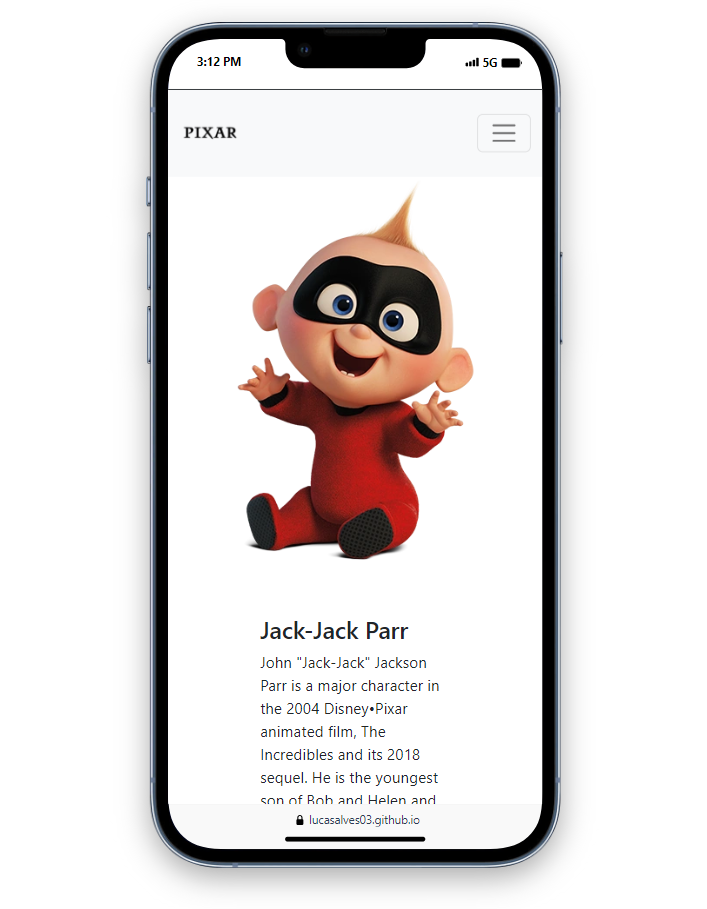 3:12 PM
5G
PIXAR
Jack-Jack Parr
John "Jack-Jack" Jackson
Parr is a major character in
the 2004 Disney•Pixar
animated film, The
Incredibles and its 2018
sequel. He is the youngest
son of Bob and Helen and
lucasalves03.github.io